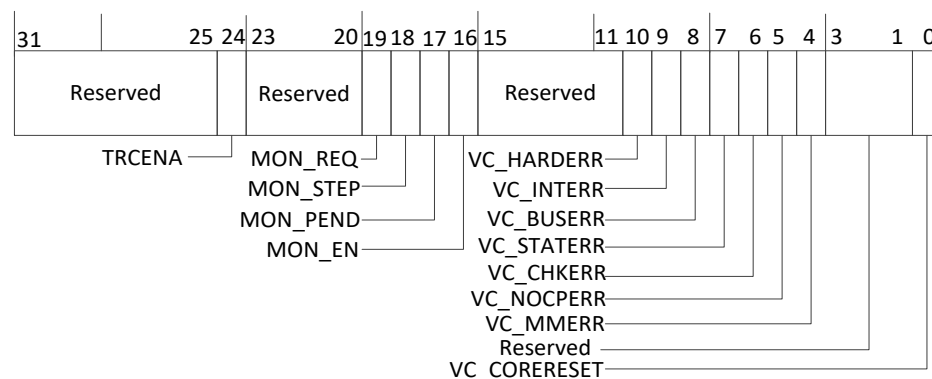 31 25 24 23 20 19 18 17 16 15 11 10 9 8 7 6 5 4 3 1 0
Reserved Reserved Reserved
TRCENA MON_REQ VC_HARDERR
MON_STEP VC_INTERR
MON_PEND VC_BUSERR
MON_EN VC_STATERR
VC_CHKERR
VC_NOCPERR
VC_MMERR
Reserved
VC_CORERESET